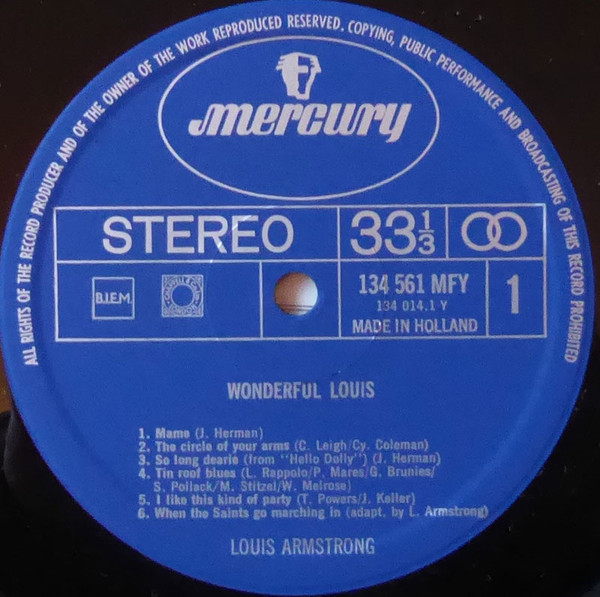 ALL RIGHTS OF THE RECORD PRODUCER AND OF THE OWNER OF THE WORK REPRODUCED RESERVED. COPYING, PUBLIC PERFORMANCE AND BROADCASTING OF THIS RECORD PROHIBITED
mercury
STEREO
33 1/3
B.I.E.M.
134 561 MFY
134 014.1 Y
MADE IN HOLLAND
1
WONDERFUL LOUIS
1. Mame (J. Herman)
2. The circle of your arms (C. Leigh/Cy. Coleman)
3. So long dearie (from "Hello Dolly") (J. Herman)
4. Tin roof blues (L. Roppolo/P. Mares/G. Brunies/
S. Pollack/M. Stitzel/W. Melrose)
5. I like this kind of party (T. Powers/J. Keller)
6. When the Saints go marching in (adapt. by L. Armstrong)
LOUIS ARMSTRONG